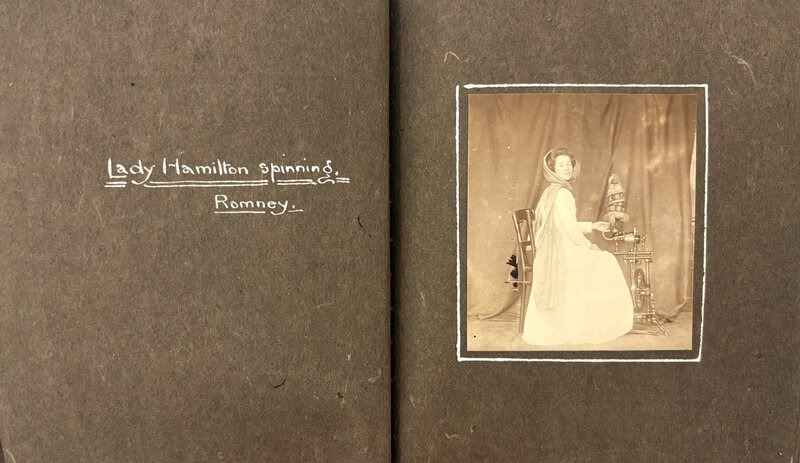 Lady Hamilton spinning.
Romney.